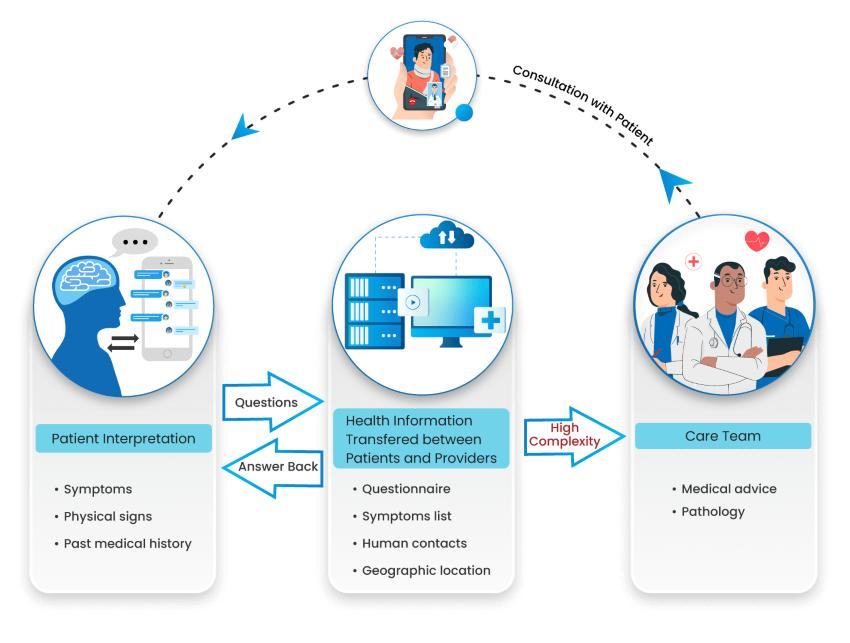 Consultation with Patient
Questions
Answer Back
High
Complexity
Patient Interpretation
• Symptoms
• Physical signs
• Past medical history
Health Information
Transfered between
Patients and Providers
• Questionnaire
• Symptoms list
• Human contacts
• Geographic location
Care Team
• Medical advice
• Pathology